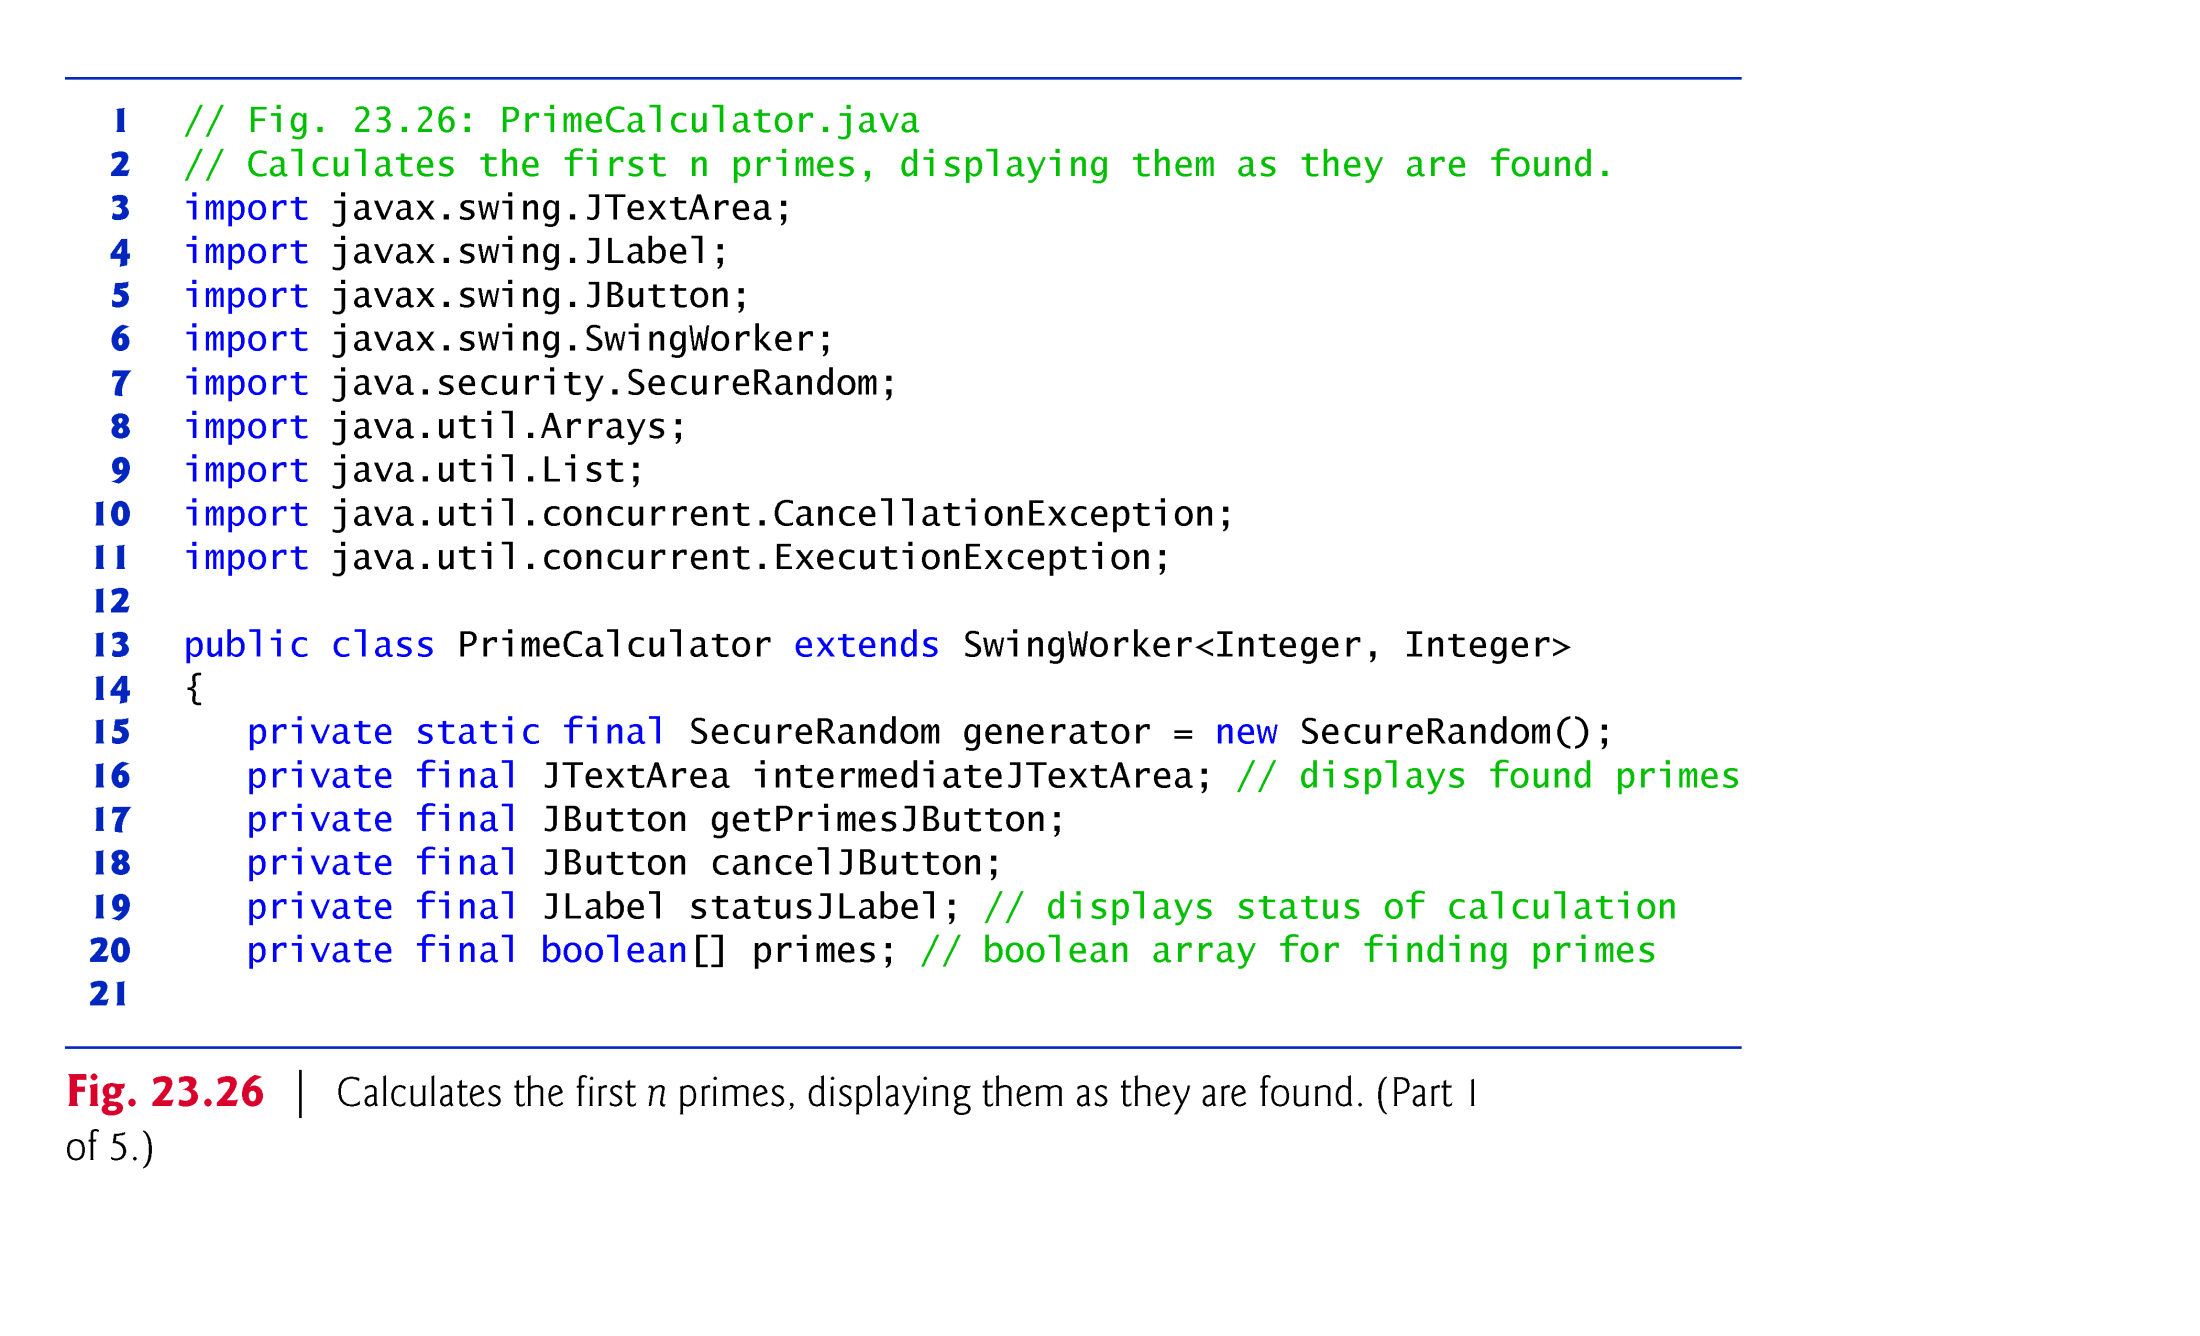 1 // Fig. 23.26: PrimeCalculator.java
2 // Calculates the first n primes, displaying them as they are found.
3 import javax.swing.JTextArea;
4 import javax.swing.JLabel;
5 import javax.swing.JButton;
6 import javax.swing.SwingWorker;
7 import java.security.SecureRandom;
8 import java.util.Arrays;
9 import java.util.List;
10 import java.util.concurrent.CancellationException;
11 import java.util.concurrent.ExecutionException;
12
13 public class PrimeCalculator extends SwingWorker<Integer, Integer>
14 {
15    private static final SecureRandom generator = new SecureRandom();
16    private final JTextArea intermediateJTextArea; // displays found primes
17    private final JButton getPrimesJButton;
18    private final JButton cancelJButton;
19    private final JLabel statusJLabel; // displays status of calculation
20    private final boolean[] primes; // boolean array for finding primes
21
Fig. 23.26 | Calculates the first n primes, displaying them as they are found. (Part 1
of 5.)